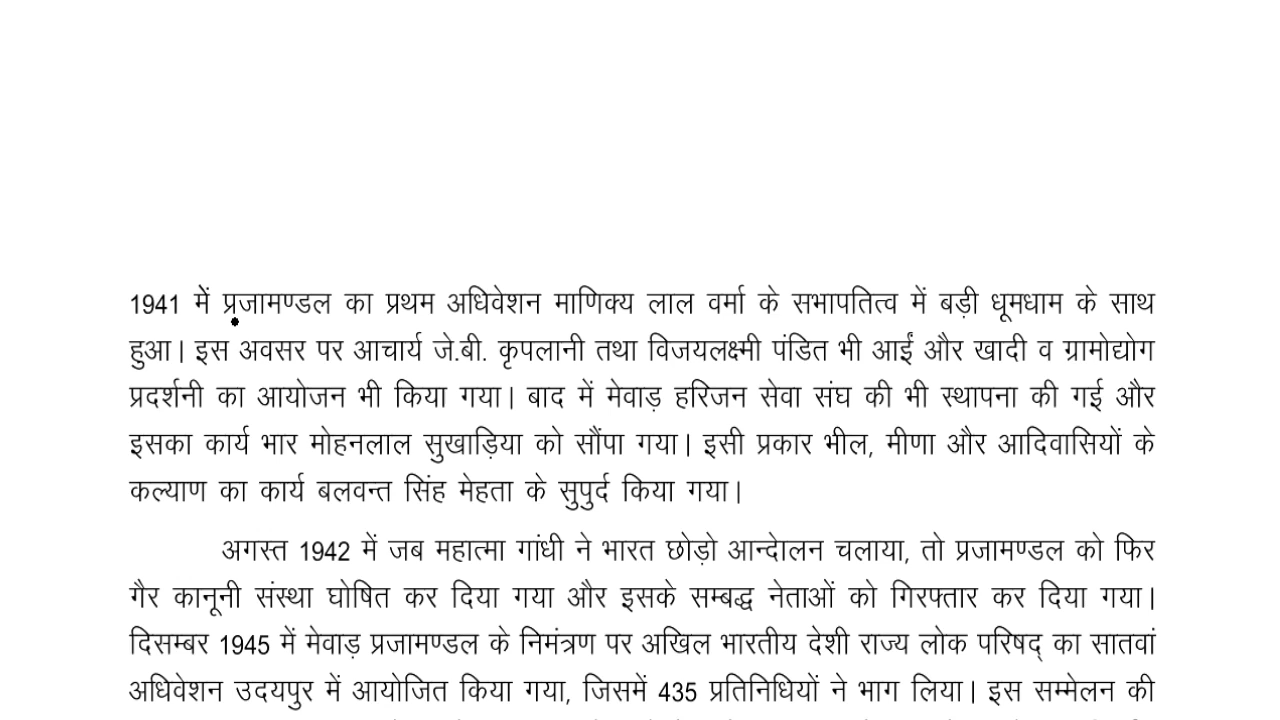 1941 में प्रजामण्डल का प्रथम अधिवेशन माणिक्य लाल वर्मा के सभापतित्व में बड़ी धूमधाम के साथ
हुआ। इस अवसर पर आचार्य जे.बी. कृपलानी तथा विजयलक्ष्मी पंडित भी आईं और खादी व ग्रामोद्योग
प्रदर्शनी का आयोजन भी किया गया। बाद में मेवाड़ हरिजन सेवा संघ की भी स्थापना की गई और
इसका कार्य भार मोहनलाल सुखाड़िया को सौंपा गया। इसी प्रकार भील, मीणा और आदिवासियों के
कल्याण का कार्य बलवन्त सिंह मेहता के सुपुर्द किया गया।
अगस्त 1942 में जब महात्मा गांधी ने भारत छोड़ो आन्देालन चलाया, तो प्रजामण्डल को फिर
गैर कानूनी संस्था घोषित कर दिया गया और इसके सम्बद्ध नेताओं को गिरफ्तार कर दिया गया।
दिसम्बर 1945 में मेवाड़ प्रजामण्डल के निमंत्रण पर अखिल भारतीय देशी राज्य लोक परिषद् का सातवां
अधिवेशन उदयपुर में आयोजित किया गया, जिसमें 435 प्रतिनिधियों ने भाग लिया। इस सम्मेलन की